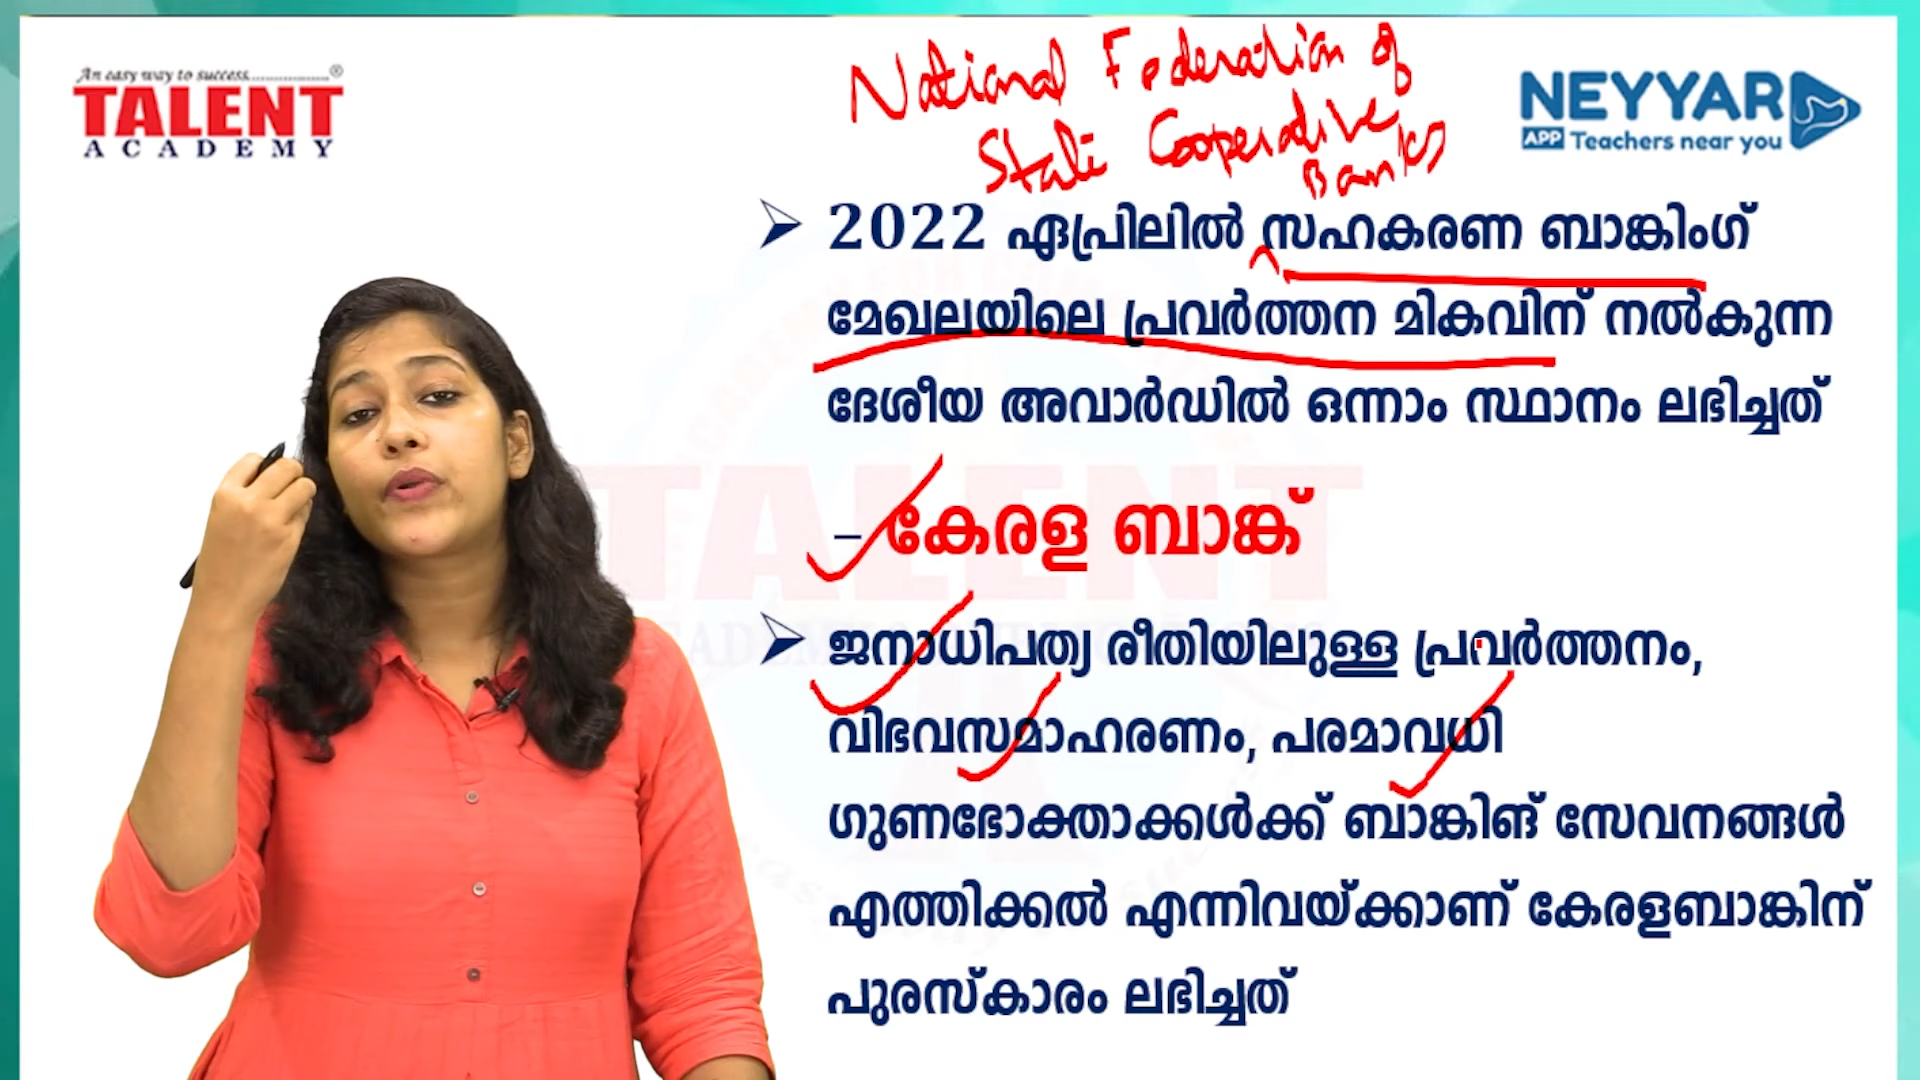 An easy way to success..................®
TALENT
ACADEMY
National Federation of
State Cooperative
Banks
NEYYAR
APP Teachers near you
➢ 2022 ഏപ്രിലിൽ സഹകരണ ബാങ്കിംഗ്
മേഖലയിലെ പ്രവർത്തന മികവിന് നൽകുന്ന
ദേശീയ അവാർഡിൽ ഒന്നാം സ്ഥാനം ലഭിച്ചത്
– കേരള ബാങ്ക്
➢ ജനാധിപത്യ രീതിയിലുള്ള പ്രവർത്തനം,
വിഭവസമാഹരണം, പരമാവധി
ഗുണഭോക്താക്കൾക്ക് ബാങ്കിങ് സേവനങ്ങൾ
എത്തിക്കൽ എന്നിവയ്ക്കാണ് കേരളബാങ്കിന്
പുരസ്കാരം ലഭിച്ചത്
TALENT